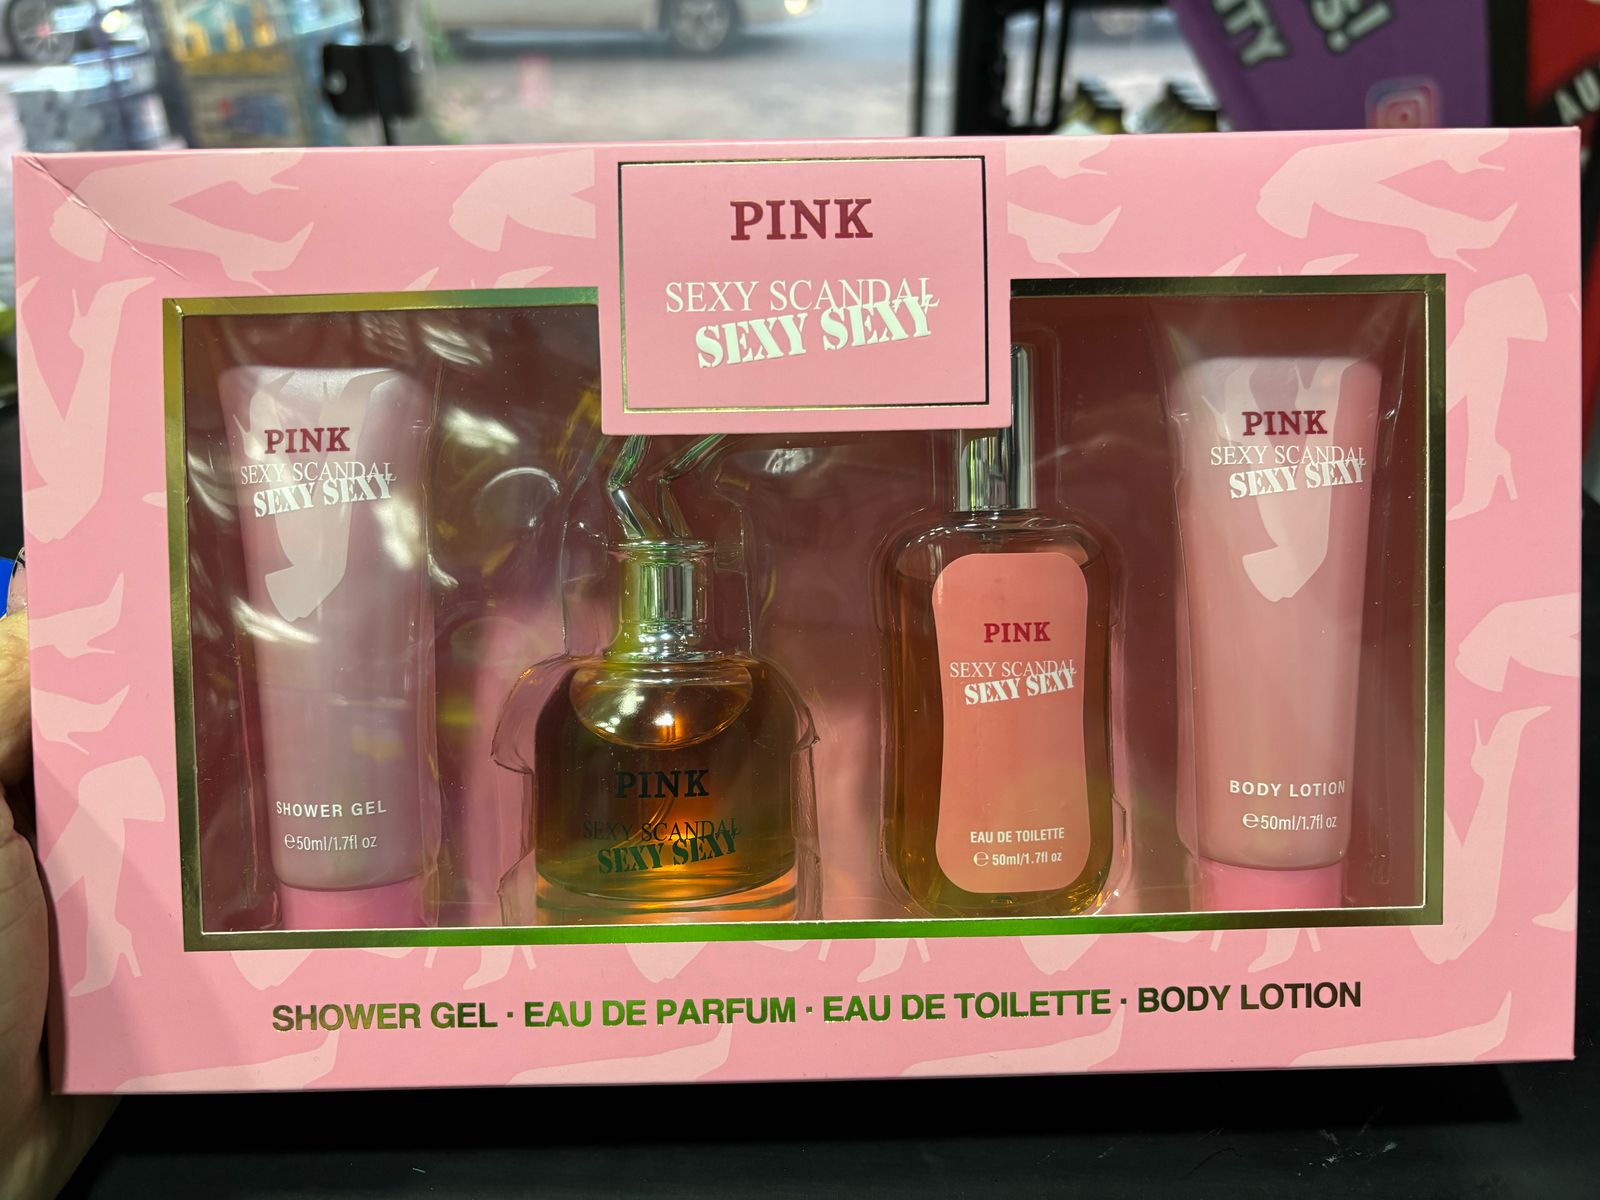 TY
S!
AU
PINK
SEXY SCANDAL
SEXY SEXY
PINK
SEXY SCANDAL
SEXY SEXY
SHOWER GEL
℮50ml/1.7fl oz
PINK
SEXY SCANDAL
SEXY SEXY
PINK
SEXY SCANDAL
SEXY SEXY
EAU DE TOILETTE
℮ 50ml/1.7fl oz
PINK
SEXY SCANDAL
SEXY SEXY
BODY LOTION
℮50ml/1.7fl oz
SHOWER GEL · EAU DE PARFUM · EAU DE TOILETTE · BODY LOTION